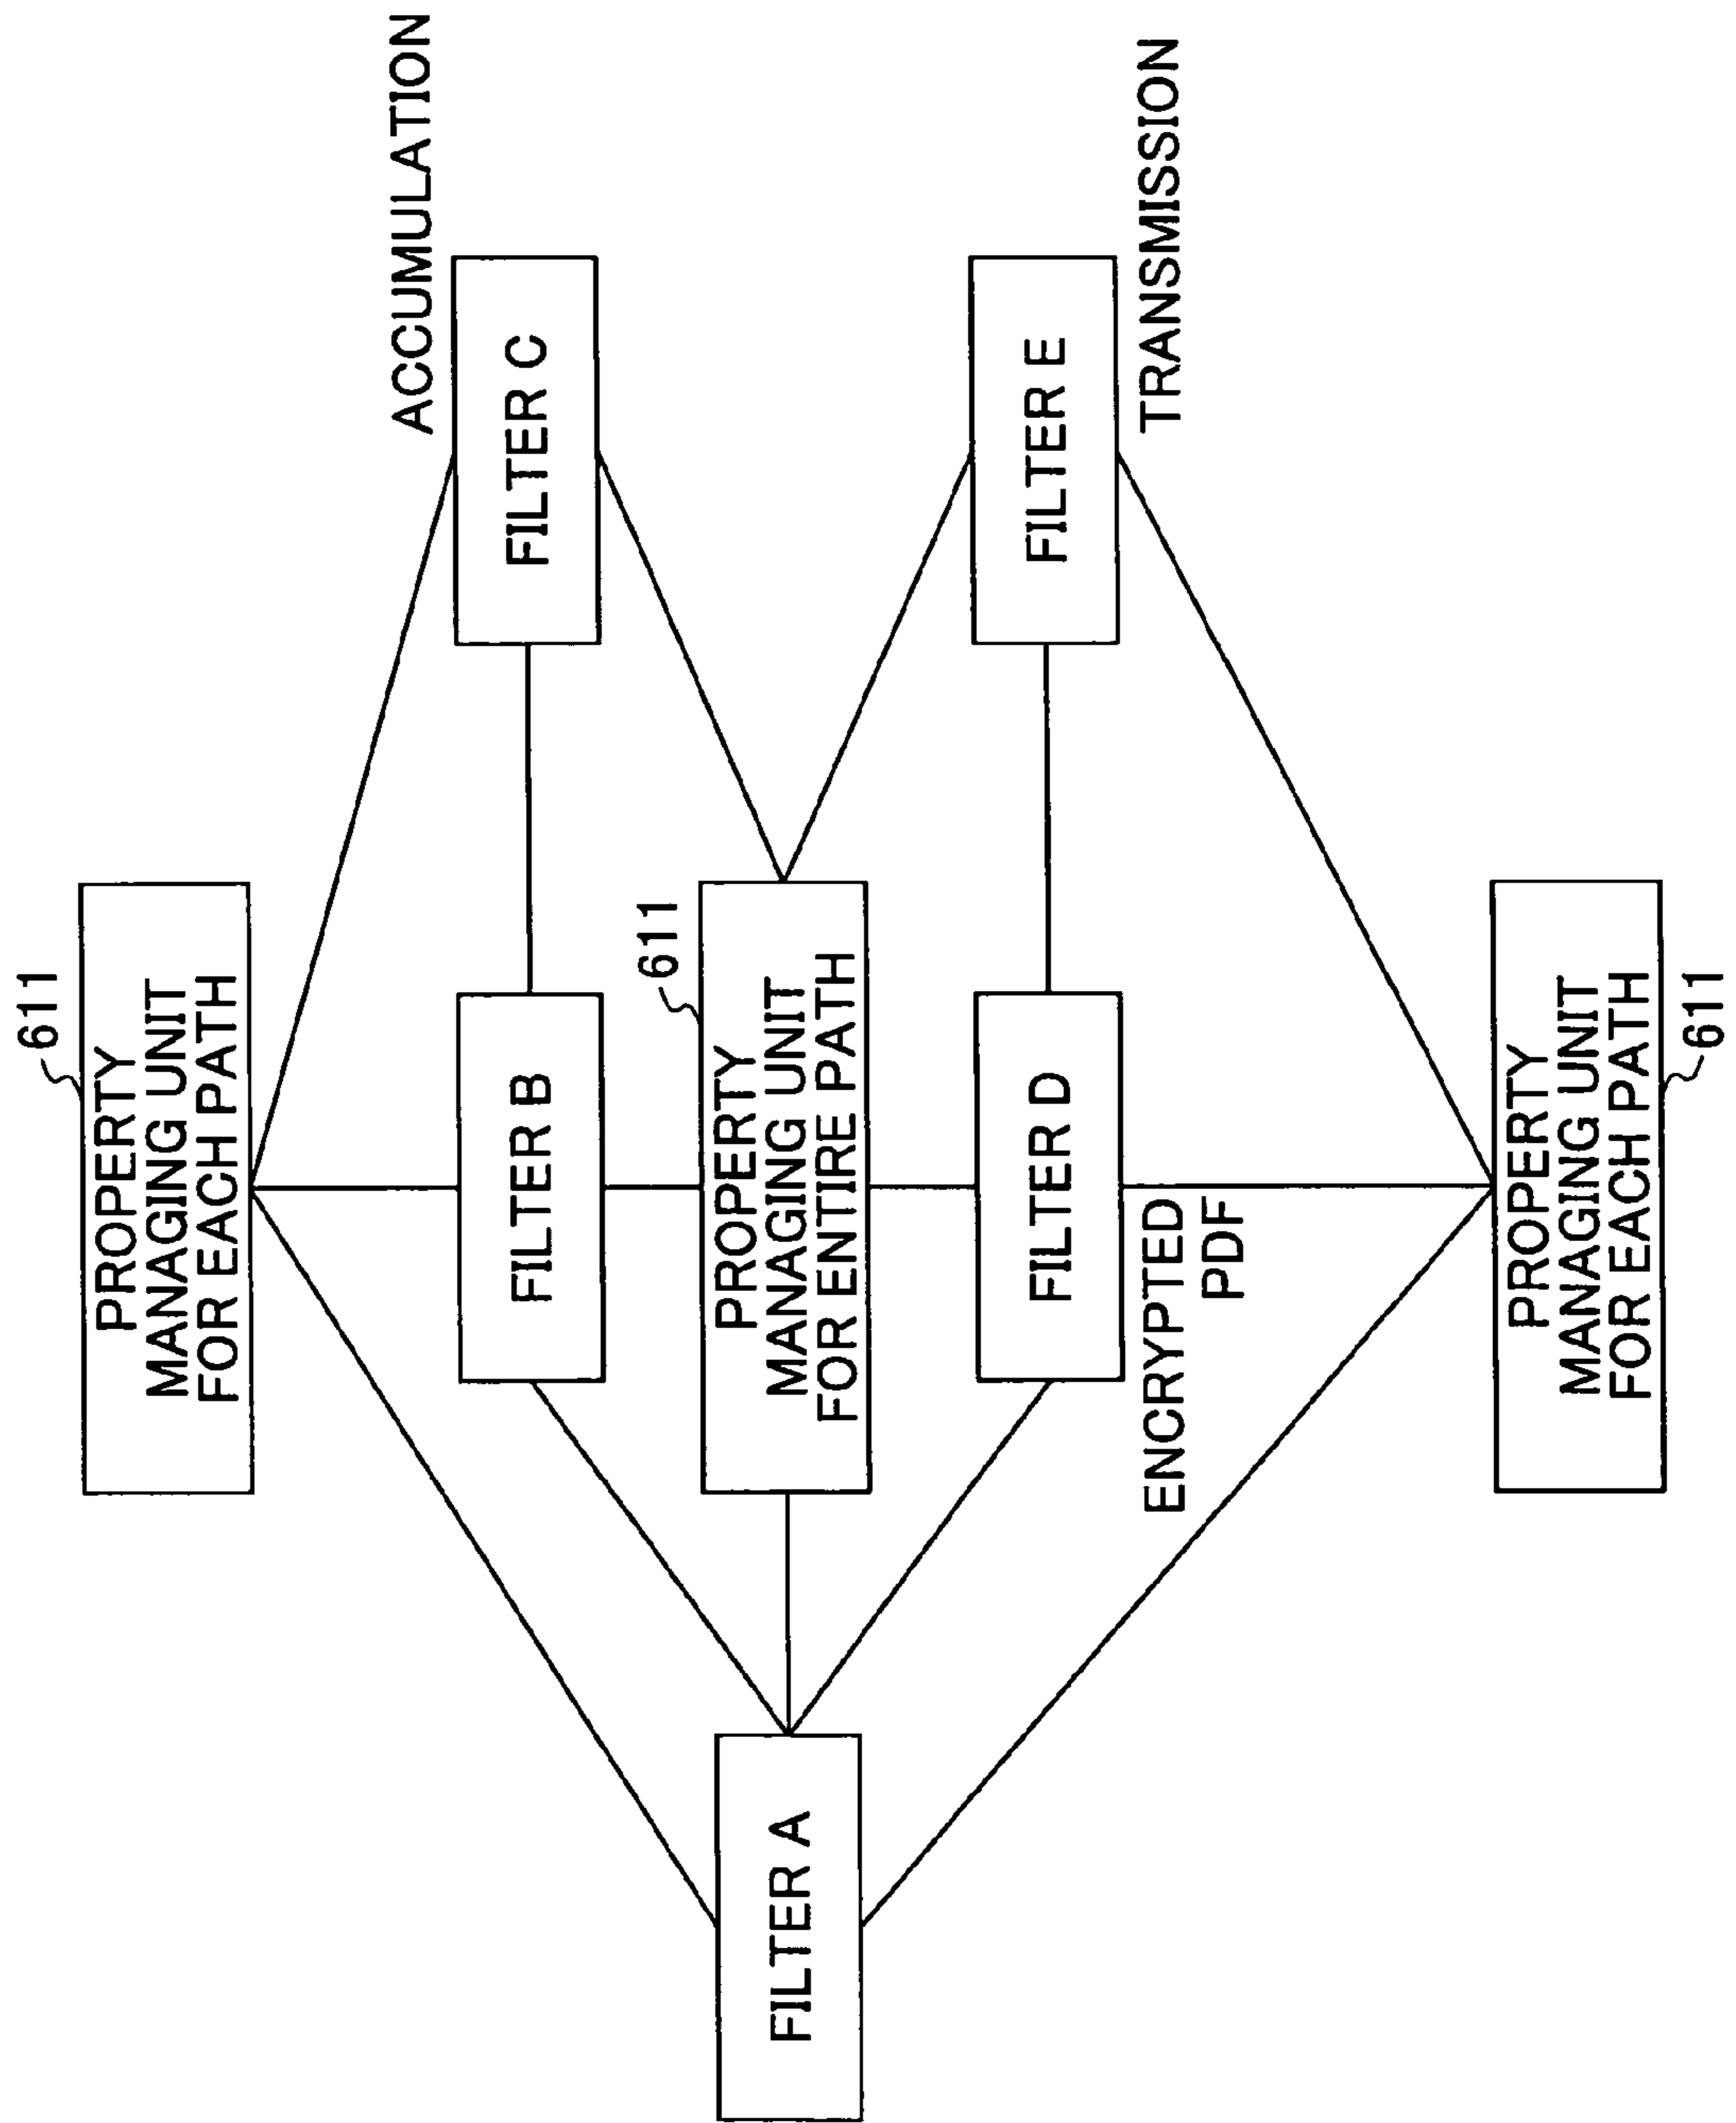 611
PROPERTY
MANAGING UNIT
FOR EACH PATH
ACCUMULATION
FILTER B
FILTER C
611
FILTER A
PROPERTY
MANAGING UNIT
FOR ENTIRE PATH
FILTER D
FILTER E
ENCRYPTED
PDF
TRANSMISSION
PROPERTY
MANAGING UNIT
FOR EACH PATH
611